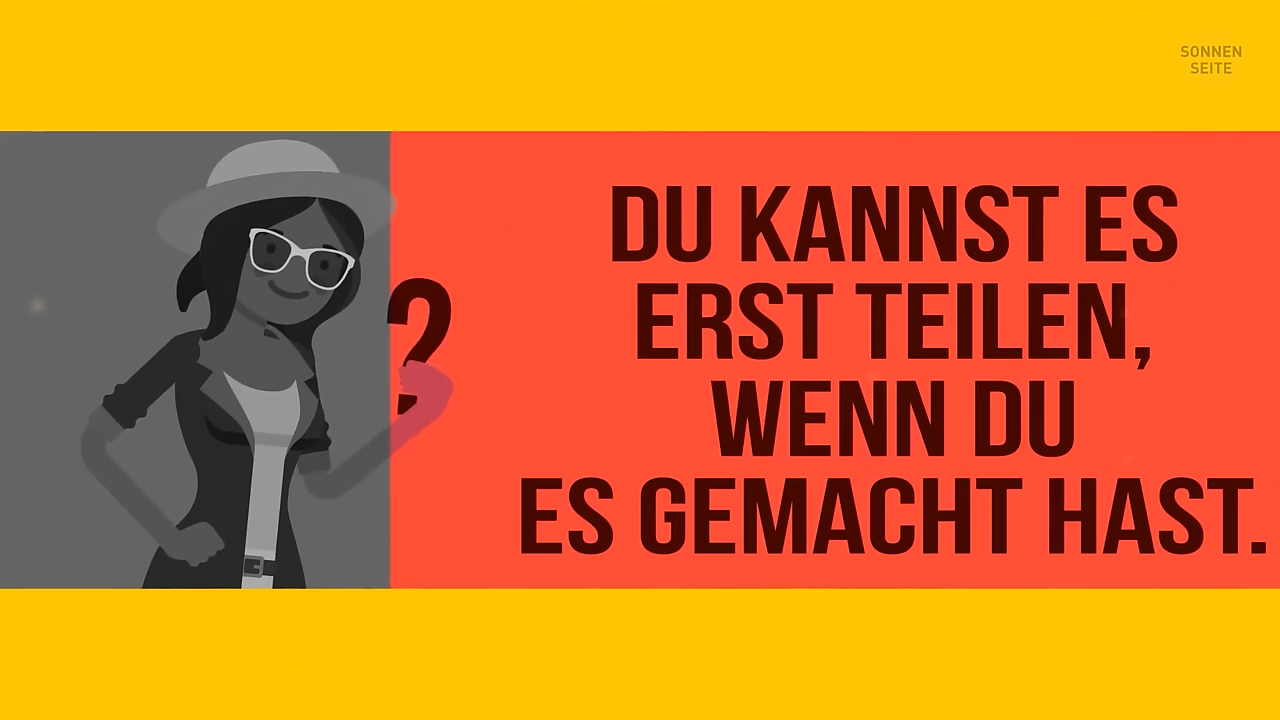 SONNEN
SEITE
?
DU KANNST ES
ERST TEILEN,
WENN DU
ES GEMACHT HAST.